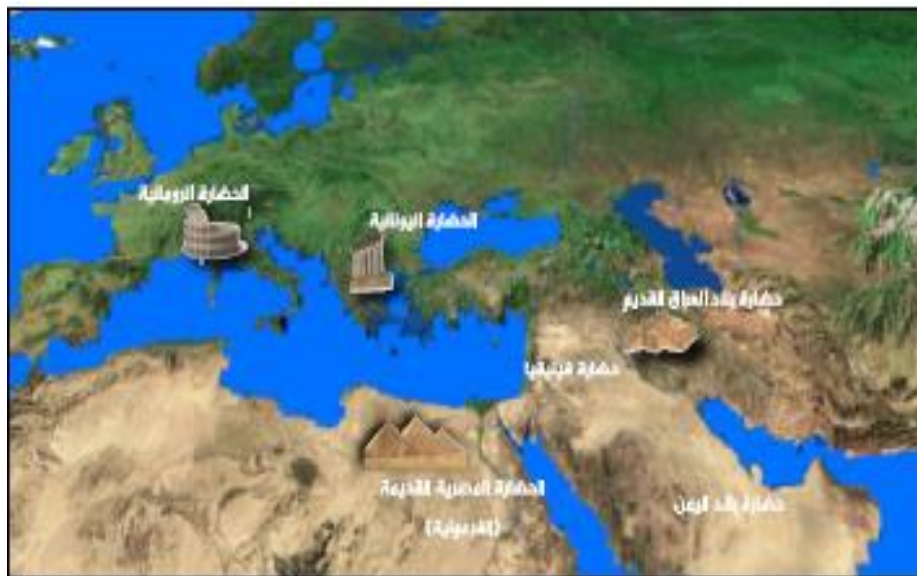 الحضارة الرومانية
الحضارة اليونانية
حضارة بلاد العراق القديم
حضارة فينيقيا
الحضارة المصرية القديمة
(الفرعونية)
حضارة بلاد اليمن